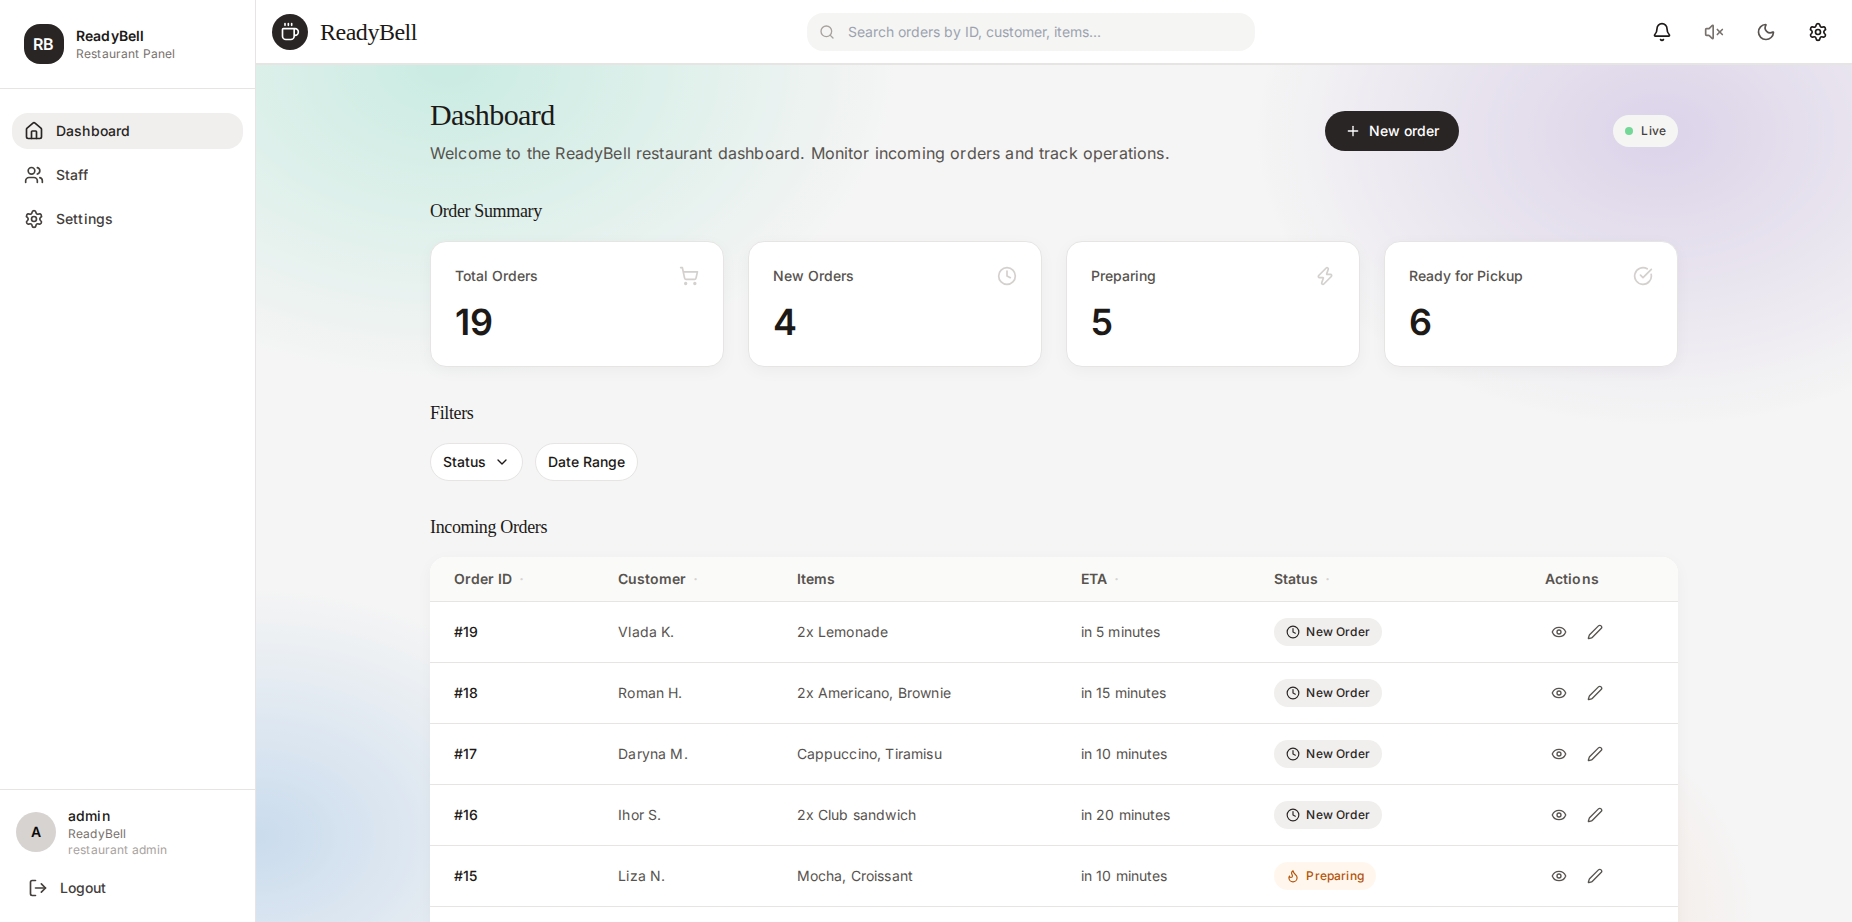 RB
ReadyBell
Restaurant Panel
Dashboard
Staff
Settings
admin
ReadyBell
restaurant admin
A
Logout
ReadyBell
Search orders by ID, customer, items...
Dashboard
Welcome to the ReadyBell restaurant dashboard. Monitor incoming orders and track operations.
New order
Live
Order Summary
Total Orders
19
New Orders
4
Preparing
5
Ready for Pickup
6
Filters
Status
Date Range
Incoming Orders
Order ID Customer Items ETA Status Actions
#19 Vlada K. 2x Lemonade in 5 minutes New Order
#18 Roman H. 2x Americano, Brownie in 15 minutes New Order
#17 Daryna M. Cappuccino, Tiramisu in 10 minutes New Order
#16 Ihor S. 2x Club sandwich in 20 minutes New Order
#15 Liza N. Mocha, Croissant in 10 minutes Preparing